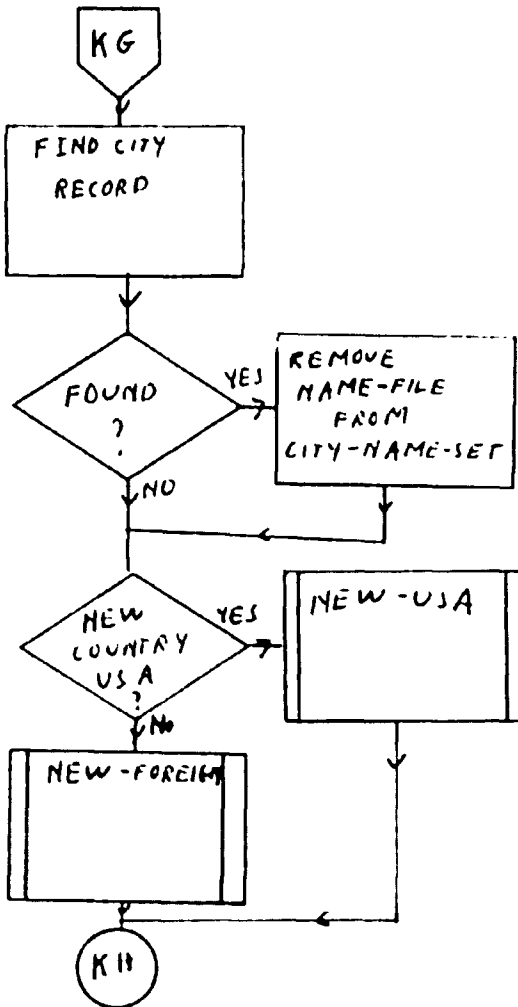 KG
FIND CITY
RECORD
FOUND
?
YES
REMOVE
NAME-FILE
FROM
CITY-NAME-SET
NO
NEW
COUNTRY
USA
?
YES
NEW-USA
No
NEW-FOREIGN
KH